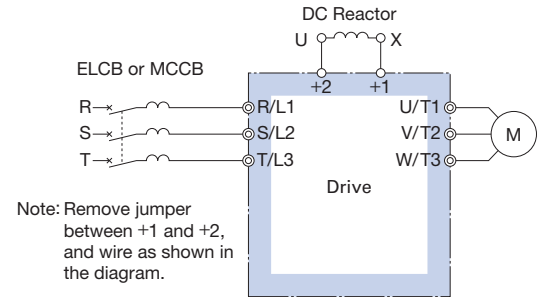 DC Reactor
U X
ELCB or MCCB
+2 +1
R R/L1 U/T1
S S/L2 V/T2 M
T T/L3 W/T3
Drive
Note: Remove jumper
between +1 and +2,
and wire as shown in
the diagram.